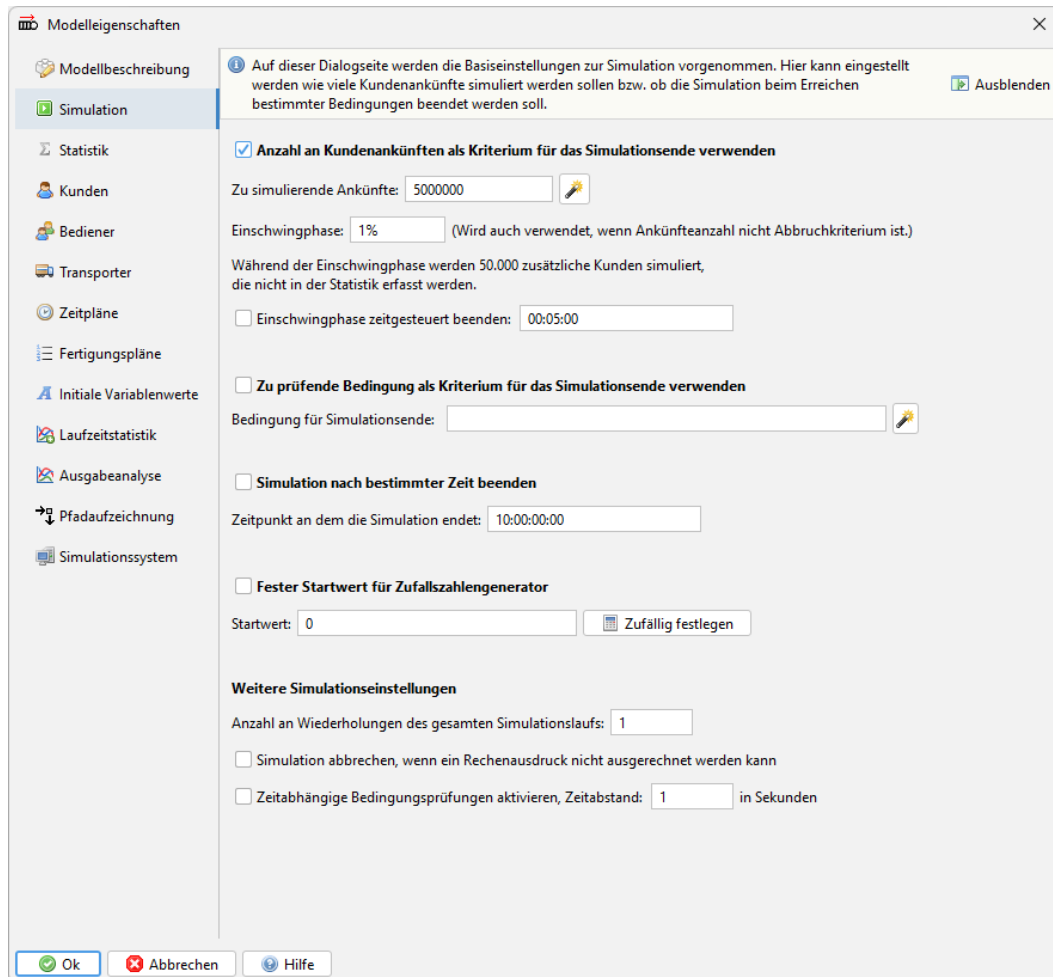 Modelleigenschaften
Modellbeschreibung
Simulation
Statistik
Kunden
Bediener
Transporter
Zeitpläne
Fertigungspläne
Initiale Variablenwerte
Laufzeitstatistik
Ausgabeanalyse
Pfadaufzeichnung
Simulationssystem
Auf dieser Dialogseite werden die Basiseinstellungen zur Simulation vorgenommen. Hier kann eingestellt
werden wie viele Kundenankünfte simuliert werden sollen bzw. ob die Simulation beim Erreichen
bestimmter Bedingungen beendet werden soll.
Ausblenden
Anzahl an Kundenankünften als Kriterium für das Simulationsende verwenden
Zu simulierende Ankünfte: 5000000
Einschwingphase: 1% (Wird auch verwendet, wenn Ankünfteanzahl nicht Abbruchkriterium ist.)
Während der Einschwingphase werden 50.000 zusätzliche Kunden simuliert,
die nicht in der Statistik erfasst werden.
Einschwingphase zeitgesteuert beenden: 00:05:00
Zu prüfende Bedingung als Kriterium für das Simulationsende verwenden
Bedingung für Simulationsende:
Simulation nach bestimmter Zeit beenden
Zeitpunkt an dem die Simulation endet: 10:00:00:00
Fester Startwert für Zufallszahlengenerator
Startwert: 0 Zufällig festlegen
Weitere Simulationseinstellungen
Anzahl an Wiederholungen des gesamten Simulationslaufs: 1
Simulation abbrechen, wenn ein Rechenausdruck nicht ausgerechnet werden kann
Zeitabhängige Bedingungsprüfungen aktivieren, Zeitabstand: 1 in Sekunden
Ok Abbrechen Hilfe